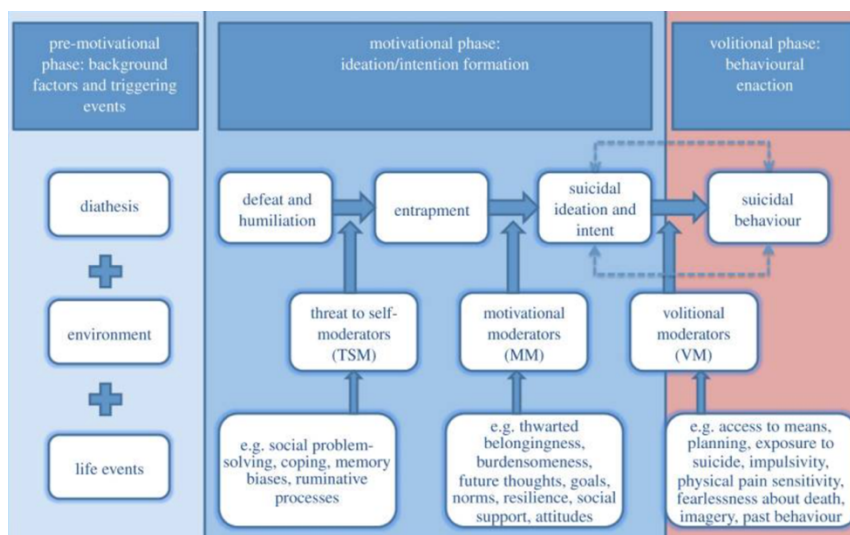 pre-motivational
phase: background
factors and triggering
events
motivational phase:
ideation/intention formation
volitional phase:
behavioural
enaction
diathesis
environment
life events
defeat and
humiliation
entrapment
suicidal
ideation and
intent
suicidal
behaviour
threat to self-
moderators
(TSM)
motivational
moderators
(MM)
volitional
moderators
(VM)
e.g. social problem-
solving, coping, memory
biases, ruminative
processes
e.g. thwarted
belongingness,
burdensomeness,
future thoughts, goals,
norms, resilience, social
support, attitudes
e.g. access to means,
planning, exposure to
suicide, impulsivity,
physical pain sensitivity,
fearlessness about death,
imagery, past behaviour